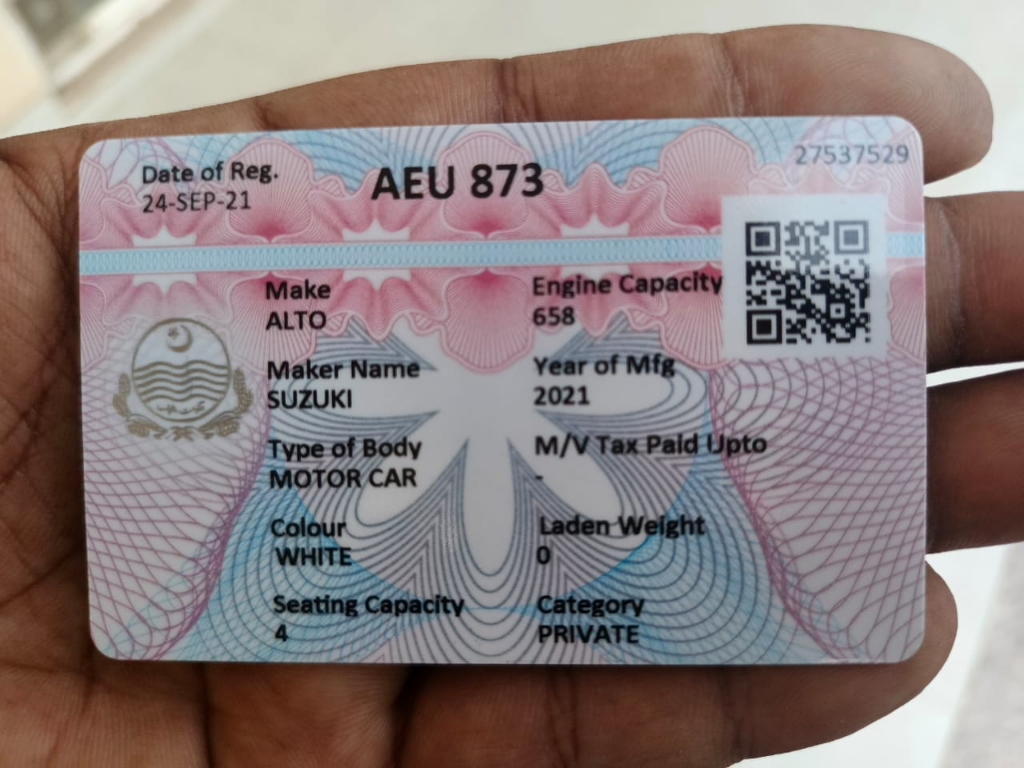 Date of Reg.
24-SEP-21
AEU 873
27537529
Make
ALTO
Engine Capacity
658
Maker Name
SUZUKI
Year of Mfg
2021
Type of Body
MOTOR CAR
M/V Tax Paid Upto
-
Colour
WHITE
Laden Weight
0
Seating Capacity
4
Category
PRIVATE